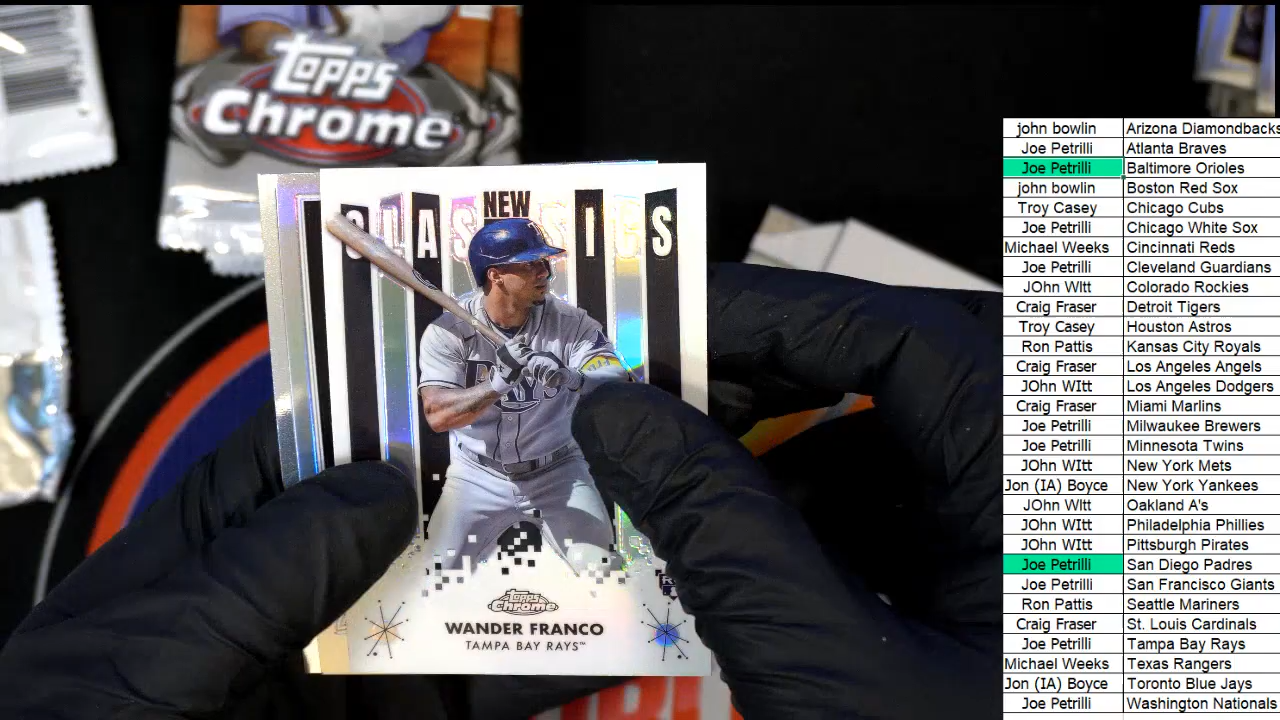 Topps
Chrome
NEW
CLASSICS
Topps
Chrome
WANDER FRANCO
TAMPA BAY RAYS™
john bowlin Arizona Diamondbacks
Joe Petrilli Atlanta Braves
Joe Petrilli Baltimore Orioles
john bowlin Boston Red Sox
Troy Casey Chicago Cubs
Joe Petrilli Chicago White Sox
Michael Weeks Cincinnati Reds
Joe Petrilli Cleveland Guardians
JOhn WItt Colorado Rockies
Craig Fraser Detroit Tigers
Troy Casey Houston Astros
Ron Pattis Kansas City Royals
Craig Fraser Los Angeles Angels
JOhn WItt Los Angeles Dodgers
Craig Fraser Miami Marlins
Joe Petrilli Milwaukee Brewers
Joe Petrilli Minnesota Twins
JOhn WItt New York Mets
Jon (IA) Boyce New York Yankees
JOhn WItt Oakland A's
JOhn WItt Philadelphia Phillies
JOhn WItt Pittsburgh Pirates
Joe Petrilli San Diego Padres
Joe Petrilli San Francisco Giants
Ron Pattis Seattle Mariners
Craig Fraser St. Louis Cardinals
Joe Petrilli Tampa Bay Rays
Michael Weeks Texas Rangers
Jon (IA) Boyce Toronto Blue Jays
Joe Petrilli Washington Nationals